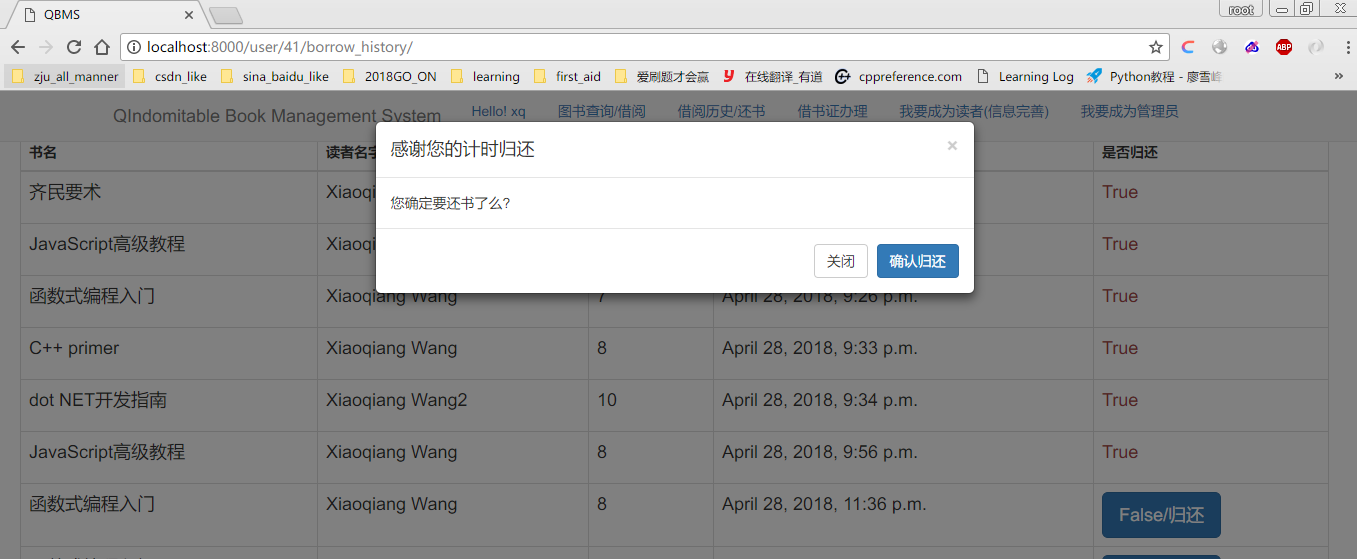 QBMS
root
localhost:8000/user/41/borrow_history/
zju_all_manner csdn_like sina_baidu_like 2018GO_ON learning first_aid 爱刷题才会赢 在线翻译_有道 cppreference.com Learning Log Python教程 - 廖雪峰
QIndomitable Book Management System Hello! xq 图书查询/借阅 借阅历史/还书 借书证办理 我要成为读者(信息完善) 我要成为管理员
感谢您的计时归还 ×
您确定要还书了么?
关闭 确认归还
书名 读者名字 是否归还
齐民要术 Xiaoqi True
JavaScript高级教程 Xiaoqi True
函数式编程入门 Xiaoqiang Wang 7 April 28, 2018, 9:26 p.m. True
C++ primer Xiaoqiang Wang 8 April 28, 2018, 9:33 p.m. True
dot NET开发指南 Xiaoqiang Wang2 10 April 28, 2018, 9:34 p.m. True
JavaScript高级教程 Xiaoqiang Wang 8 April 28, 2018, 9:56 p.m. True
函数式编程入门 Xiaoqiang Wang 8 April 28, 2018, 11:36 p.m. False/归还